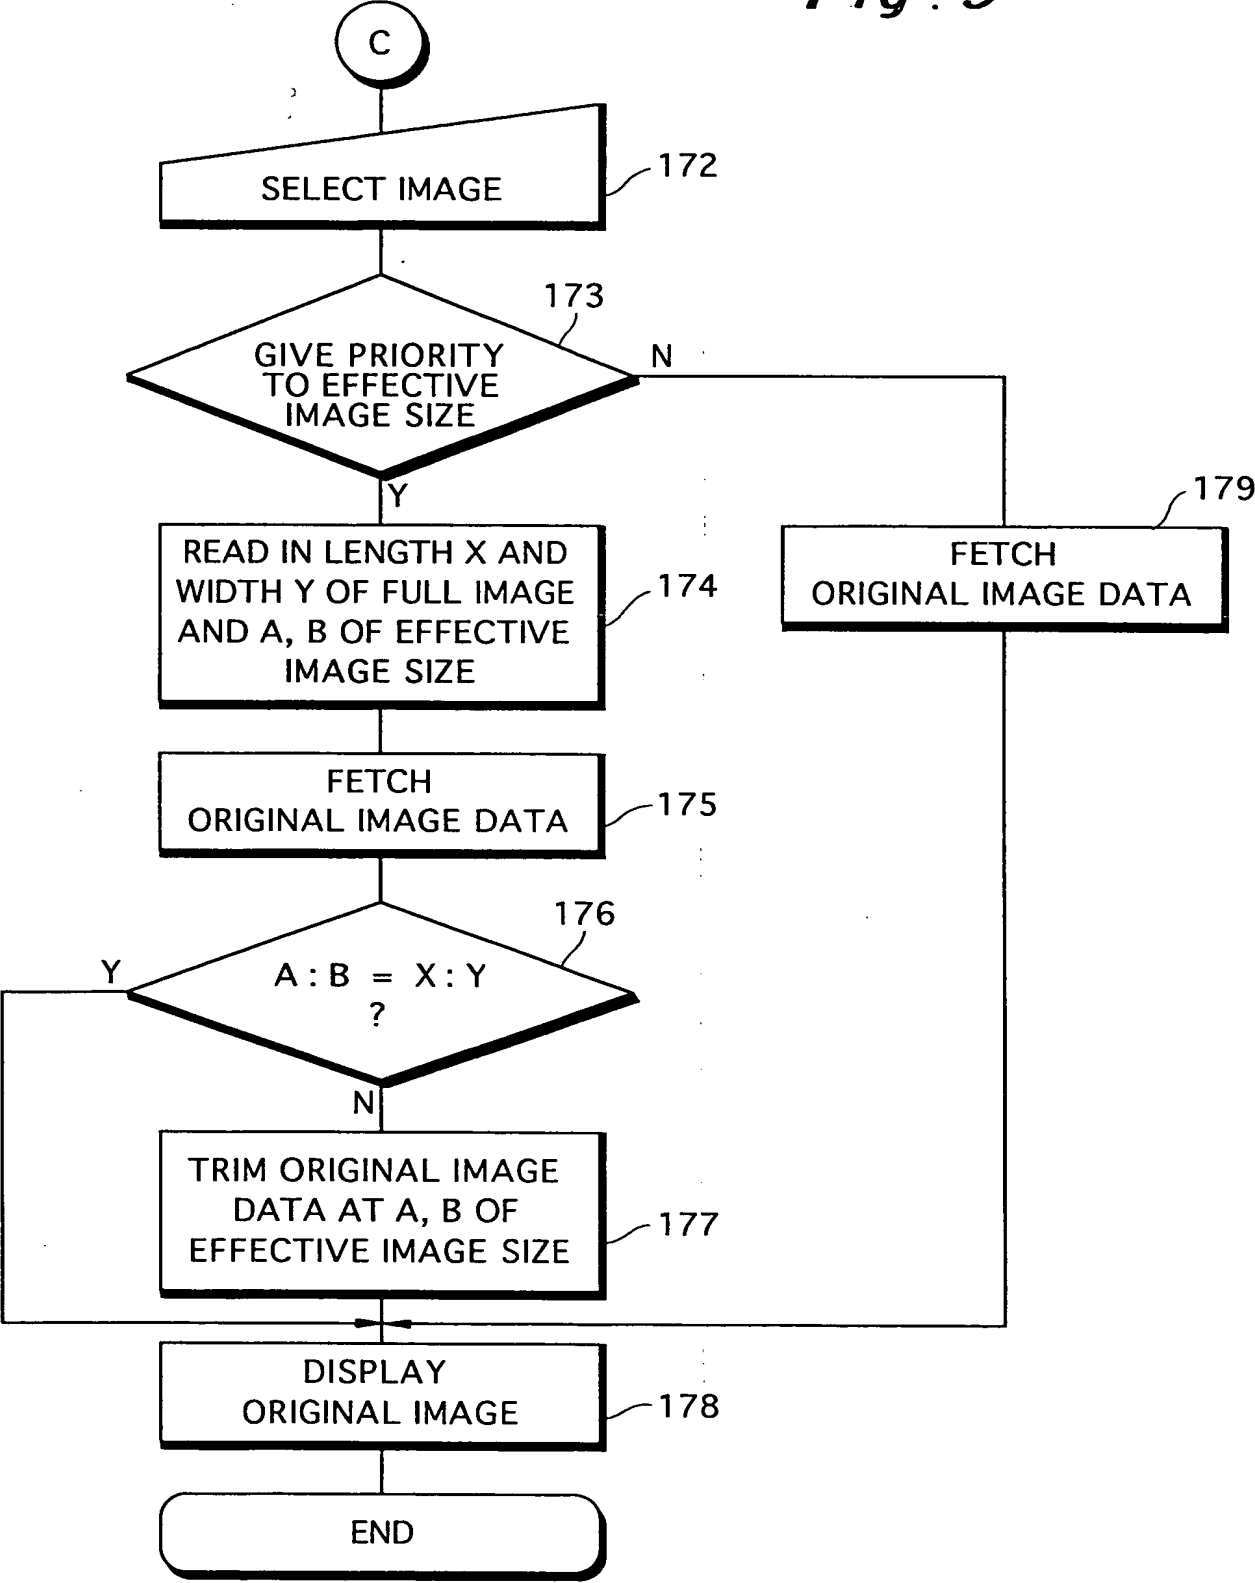 C
SELECT IMAGE
172
173
GIVE PRIORITY
TO EFFECTIVE
IMAGE SIZE
N
Y
READ IN LENGTH X AND
WIDTH Y OF FULL IMAGE
AND A, B OF EFFECTIVE
IMAGE SIZE
174
179
FETCH
ORIGINAL IMAGE DATA
FETCH
ORIGINAL IMAGE DATA
175
176
Y
A : B = X : Y
?
N
TRIM ORIGINAL IMAGE
DATA AT A, B OF
EFFECTIVE IMAGE SIZE
177
DISPLAY
ORIGINAL IMAGE
178
END